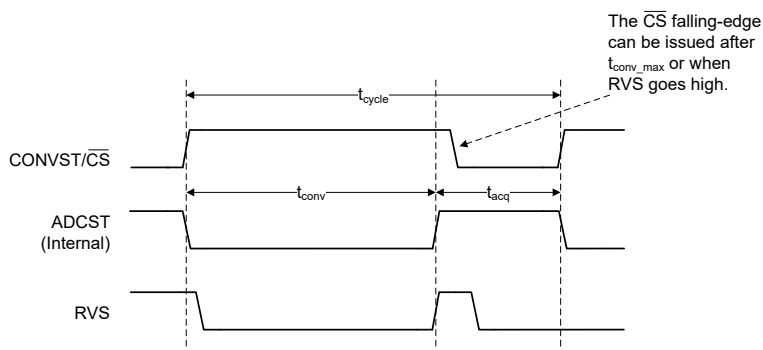 The CS falling-edge
can be issued after
tconv_max or when
RVS goes high.
tcycle
CONVST/CS
tconv
tacq
ADCST
(Internal)
RVS